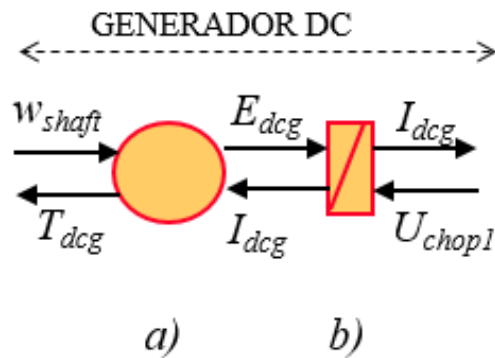 GENERADOR DC
w_shaft E_dcg I_dcg
T_dcg I_dcg U_chop1
a) b)